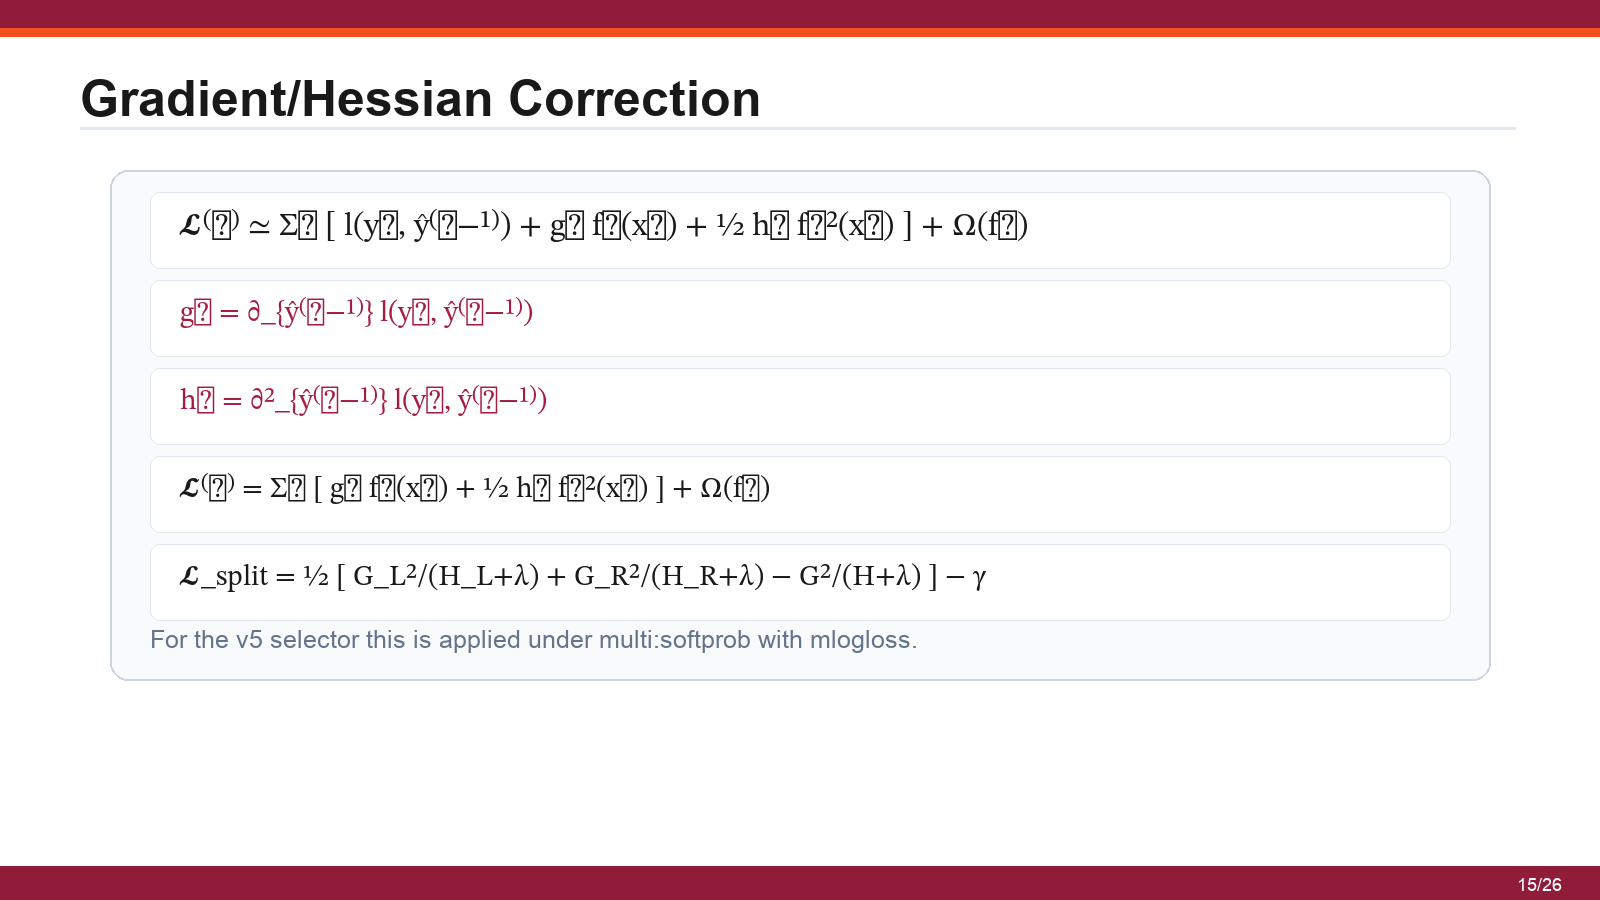 Gradient/Hessian Correction
ℒ⁽⍰⁾ ≃ Σ⍰ [ l(y⍰, ŷ⁽⍰−¹⁾) + g⍰ f⍰(x⍰) + ½ h⍰ f⍰²(x⍰) ] + Ω(f⍰)
g⍰ = ∂_{ŷ⁽⍰−¹⁾} l(y⍰, ŷ⁽⍰−¹⁾)
h⍰ = ∂²_{ŷ⁽⍰−¹⁾} l(y⍰, ŷ⁽⍰−¹⁾)
ℒ⁽⍰⁾ = Σ⍰ [ g⍰ f⍰(x⍰) + ½ h⍰ f⍰²(x⍰) ] + Ω(f⍰)
ℒ_split = ½ [ G_L²/(H_L+λ) + G_R²/(H_R+λ) − G²/(H+λ) ] − γ
For the v5 selector this is applied under multi:softprob with mlogloss.
15/26